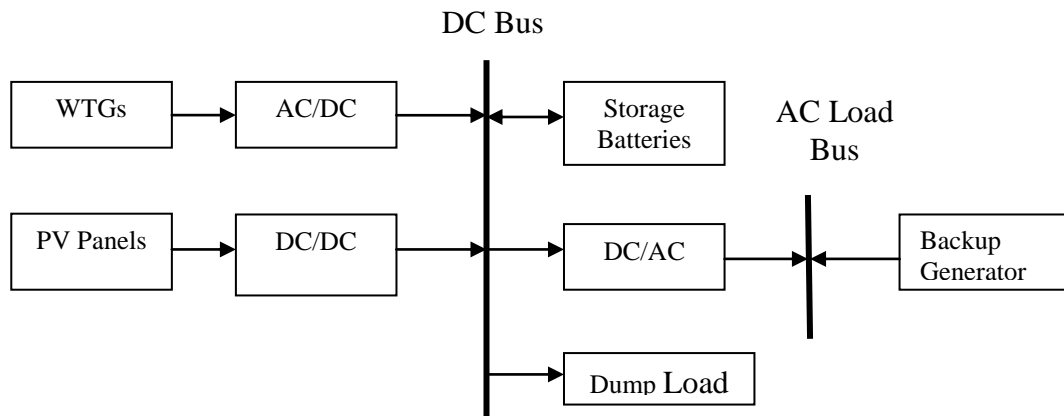 DC Bus
WTGs
AC/DC
Storage
Batteries
AC Load
Bus
PV Panels
DC/DC
DC/AC
Backup
Generator
Dump Load